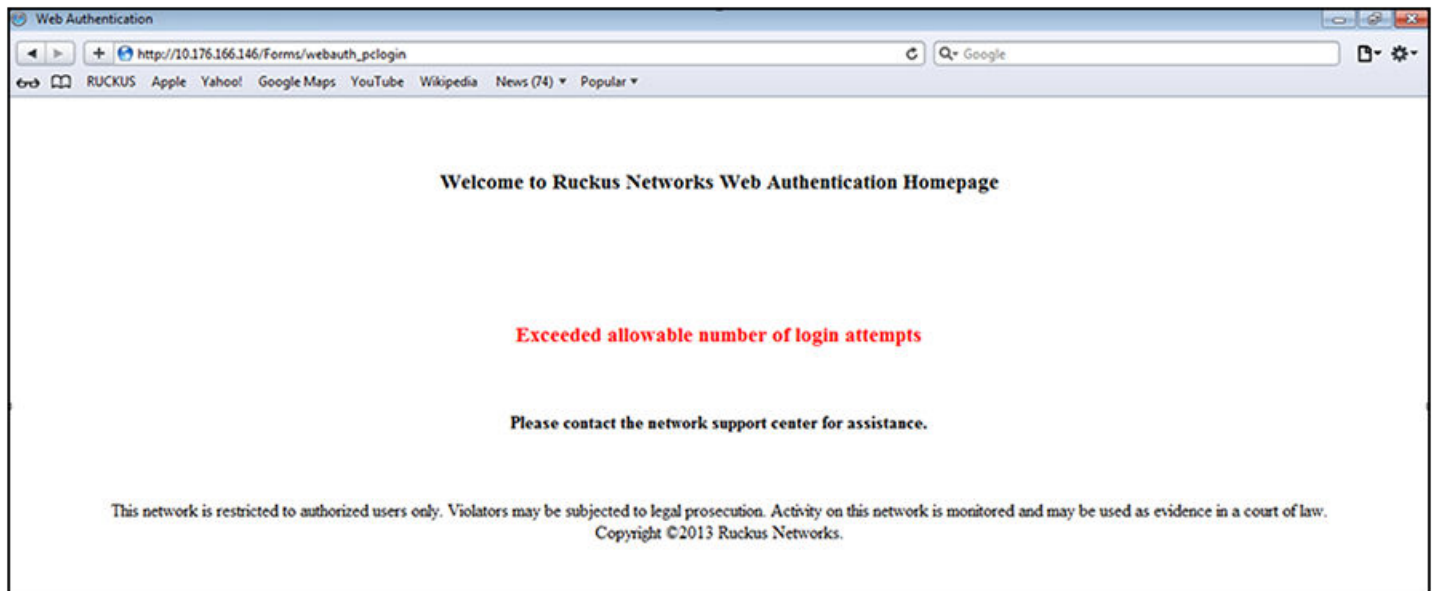 Web Authentication
http://10.176.166.146/Forms/webauth_pclogin
Google
RUCKUS Apple Yahoo! Google Maps YouTube Wikipedia News (74) ▼ Popular ▼
Welcome to Ruckus Networks Web Authentication Homepage
Exceeded allowable number of login attempts
Please contact the network support center for assistance.
This network is restricted to authorized users only. Violators may be subjected to legal prosecution. Activity on this network is monitored and may be used as evidence in a court of law.
Copyright ©2013 Ruckus Networks.